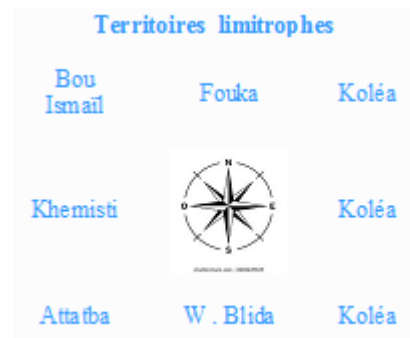 Territoires limitrophes
Bou
Ismaïl
Fouka
Koléa
N
Khemisti
O
E
Koléa
S
Attatba
W . Blida
Koléa